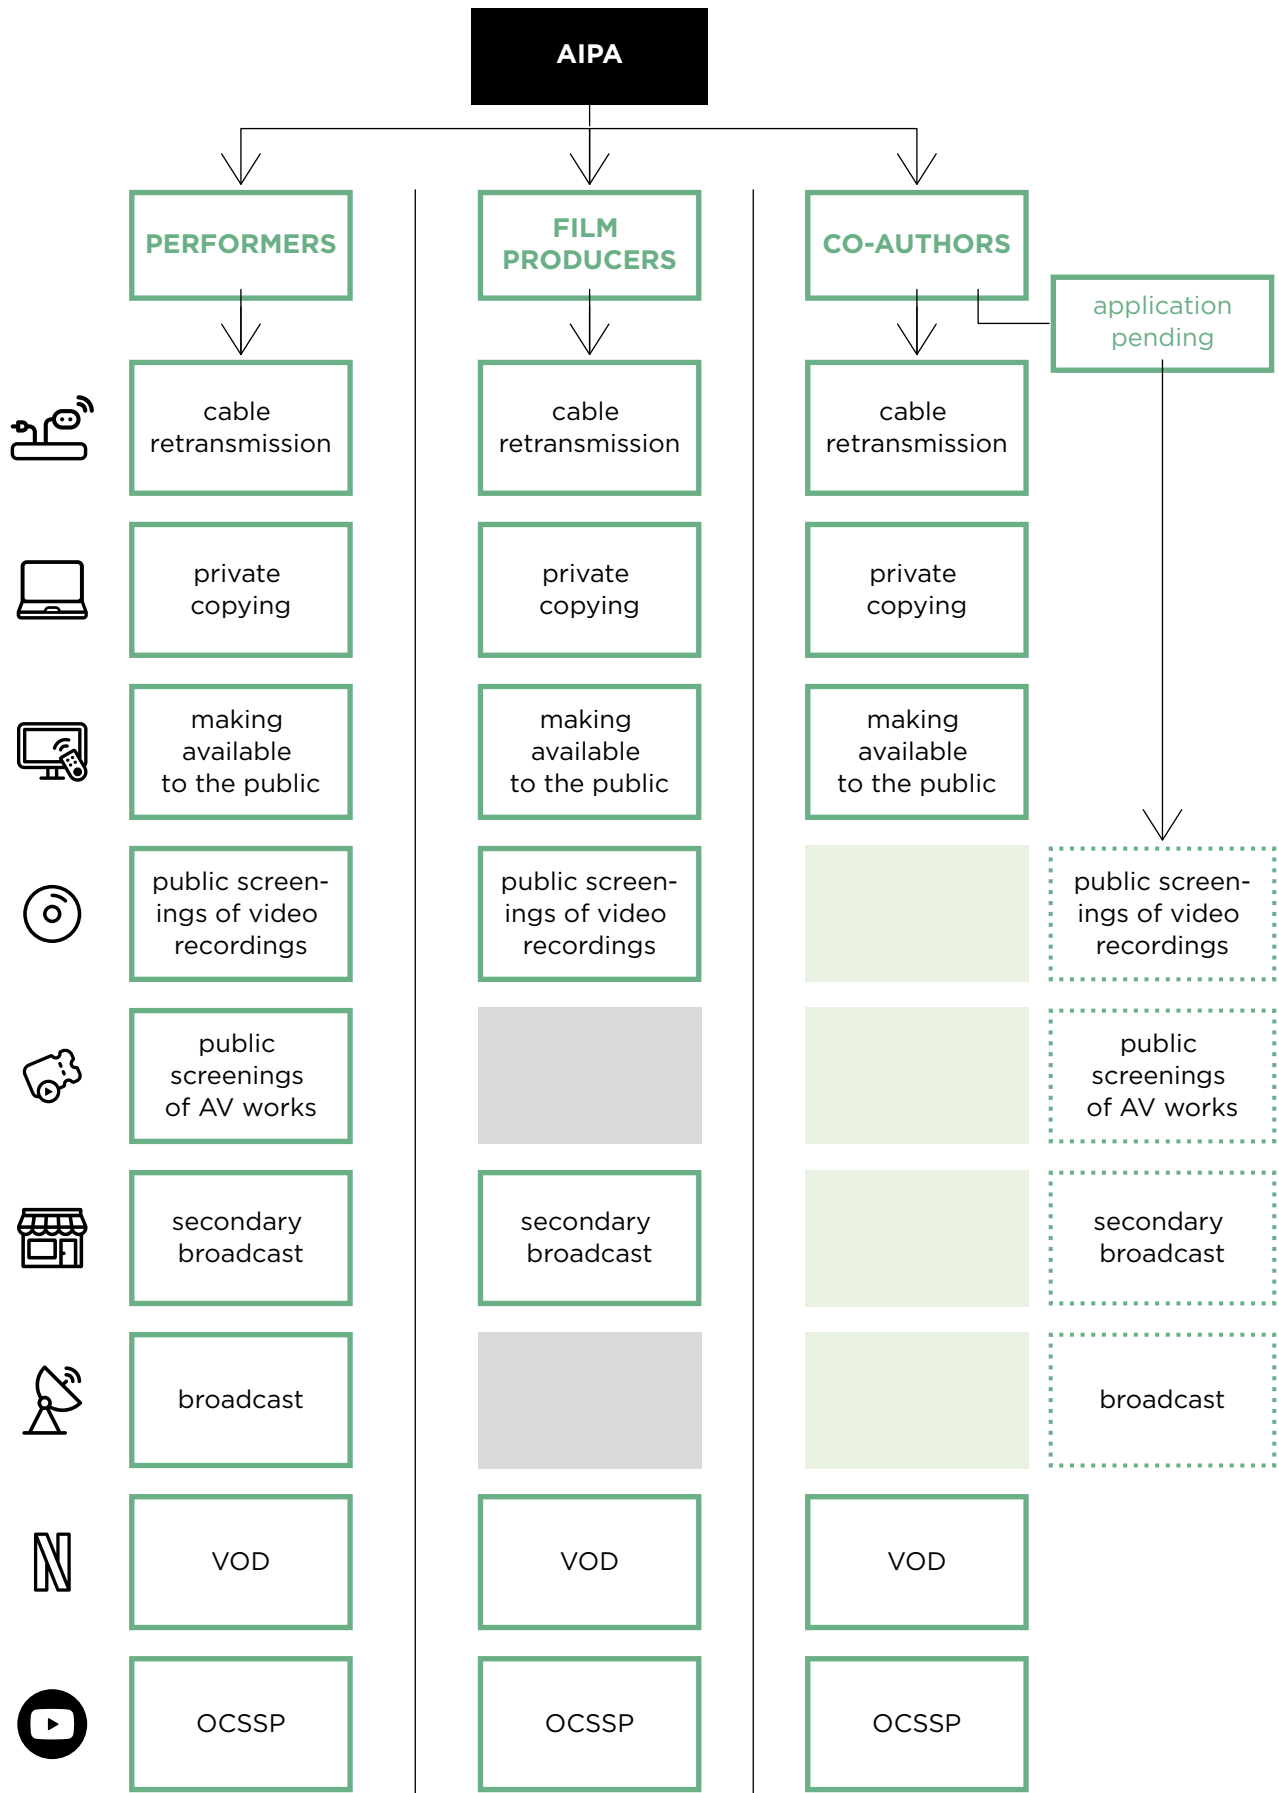 AIPA
PERFORMERS
FILM
PRODUCERS
CO-AUTHORS
application
pending
cable
retransmission
cable
retransmission
cable
retransmission
private
copying
private
copying
private
copying
making
available
to the public
making
available
to the public
making
available
to the public
public screen-
ings of video
recordings
public screen-
ings of video
recordings
public screen-
ings of video
recordings
public
screenings
of AV works
public
screenings
of AV works
secondary
broadcast
secondary
broadcast
secondary
broadcast
broadcast
broadcast
N
VOD
VOD
VOD
OCSSP
OCSSP
OCSSP